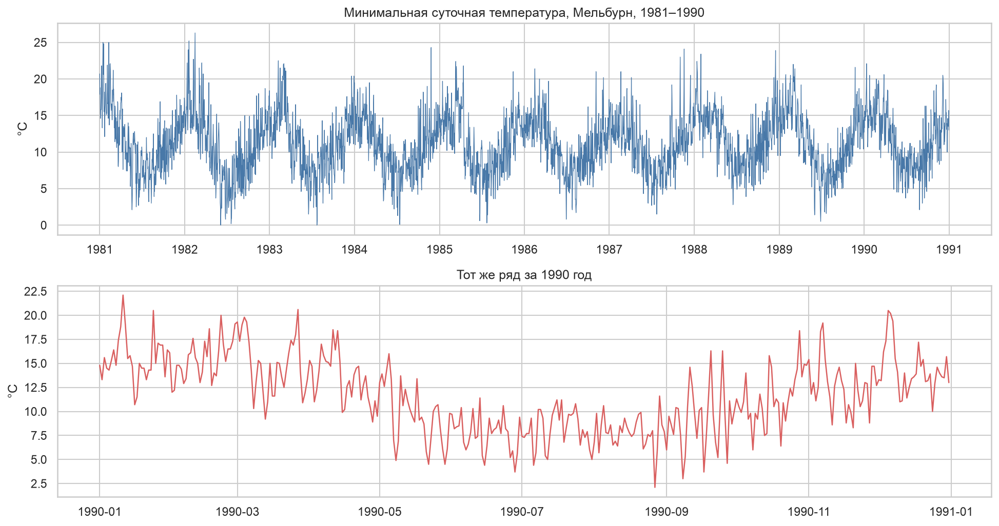 Минимальная суточная температура, Мельбурн, 1981–1990
°C
25
20
15
10
5
0
1981 1982 1983 1984 1985 1986 1987 1988 1989 1990 1991
Тот же ряд за 1990 год
°C
22.5
20.0
17.5
15.0
12.5
10.0
7.5
5.0
2.5
1990-01 1990-03 1990-05 1990-07 1990-09 1990-11 1991-01